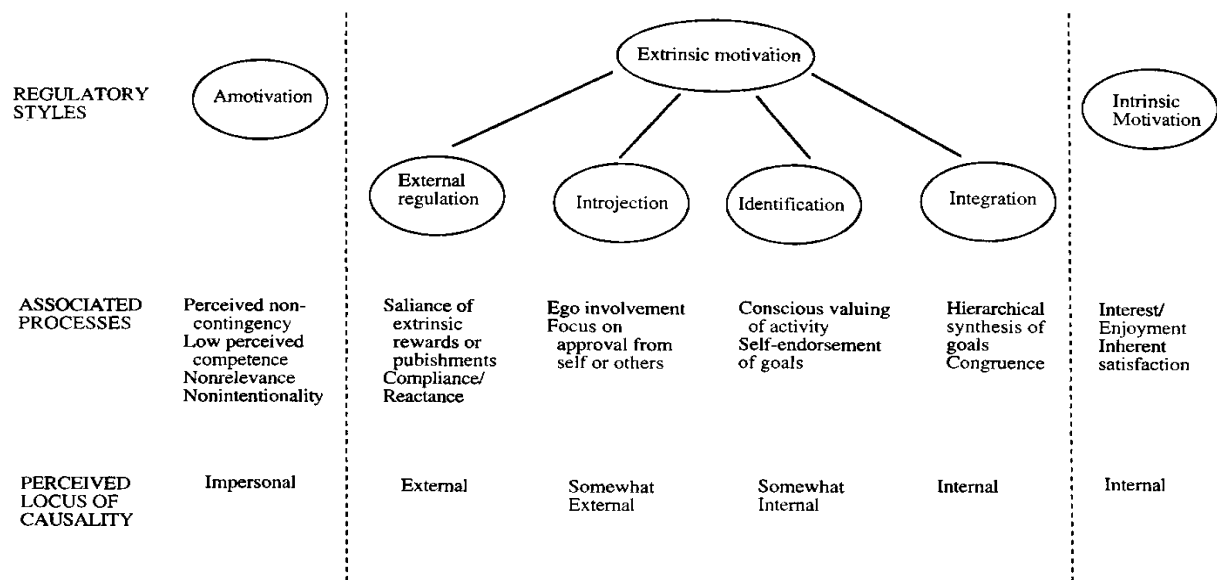 Extrinsic motivation
REGULATORY
STYLES
Amotivation
Intrinsic
Motivation
External
regulation
Introjection
Identification
Integration
ASSOCIATED
PROCESSES
Perceived non-
contingency
Low perceived
competence
Nonrelevance
Nonintentionality
Saliance of
extrinsic
rewards or
pubishments
Compliance/
Reactance
Ego involvement
Focus on
approval from
self or others
Conscious valuing
of activity
Self-endorsement
of goals
Hierarchical
synthesis of
goals
Congruence
Interest/
Enjoyment
Inherent
satisfaction
PERCEIVED
LOCUS OF
CAUSALITY
Impersonal
External
Somewhat
External
Somewhat
Internal
Internal
Internal